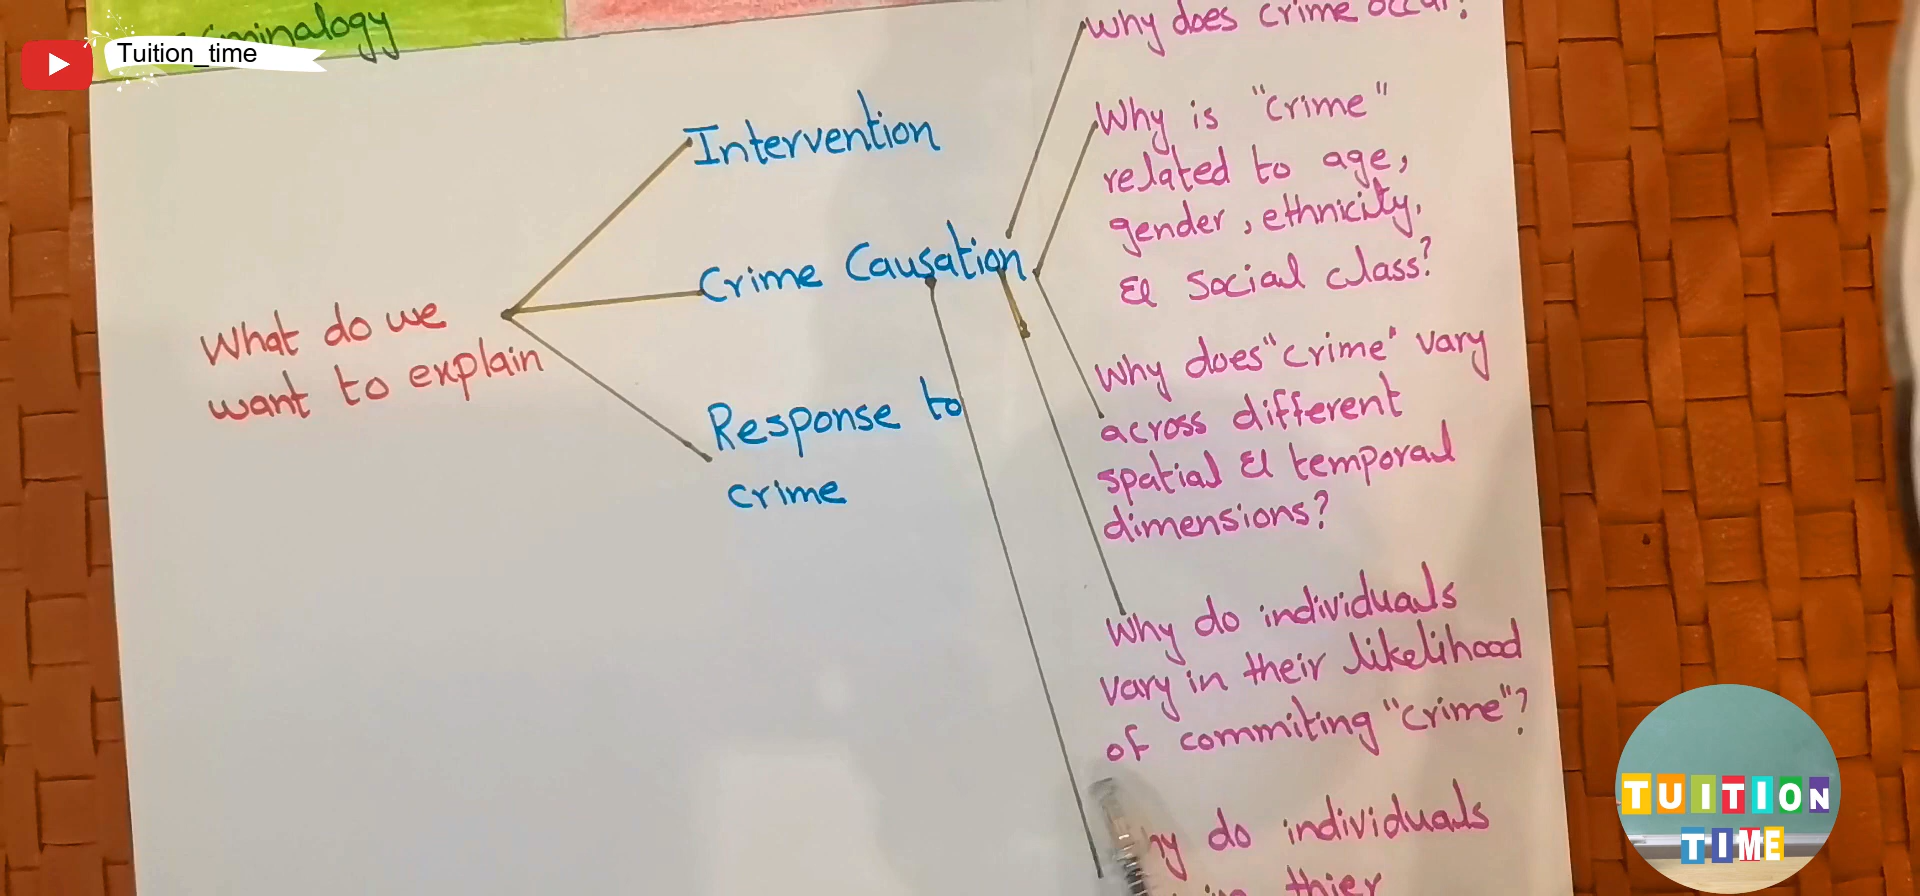 Tuition_time
What do we
want to explain
Intervention
Crime Causation
Response to
crime
Why does crime occur?
Why is "crime"
related to age,
gender, ethnicity,
& social class?
Why does "crime" vary
across different
spatial & temporal
dimensions?
Why do individuals
vary in their likelihood
of commiting "crime"?
do individuals
thier
TUITION
TIME